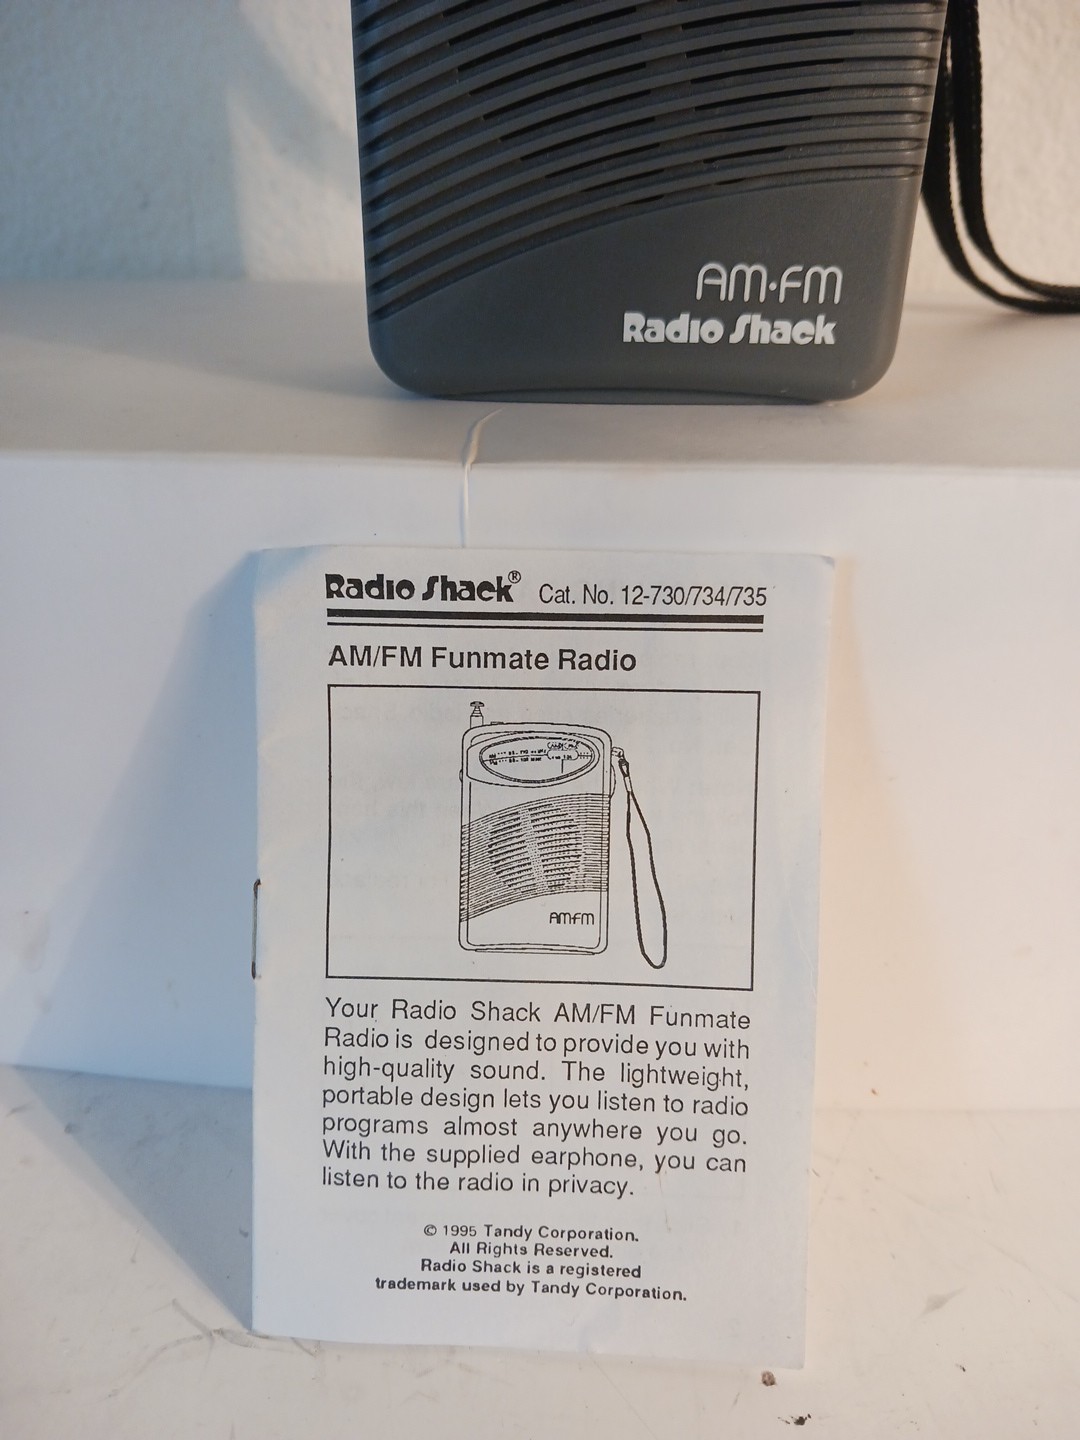 AM•FM
Radio Shack
Radio Shack® Cat. No. 12-730/734/735
AM/FM Funmate Radio
AM•FM
Your Radio Shack AM/FM Funmate
Radio is designed to provide you with
high-quality sound. The lightweight,
portable design lets you listen to radio
programs almost anywhere you go.
With the supplied earphone, you can
listen to the radio in privacy.
© 1995 Tandy Corporation.
All Rights Reserved.
Radio Shack is a registered
trademark used by Tandy Corporation.